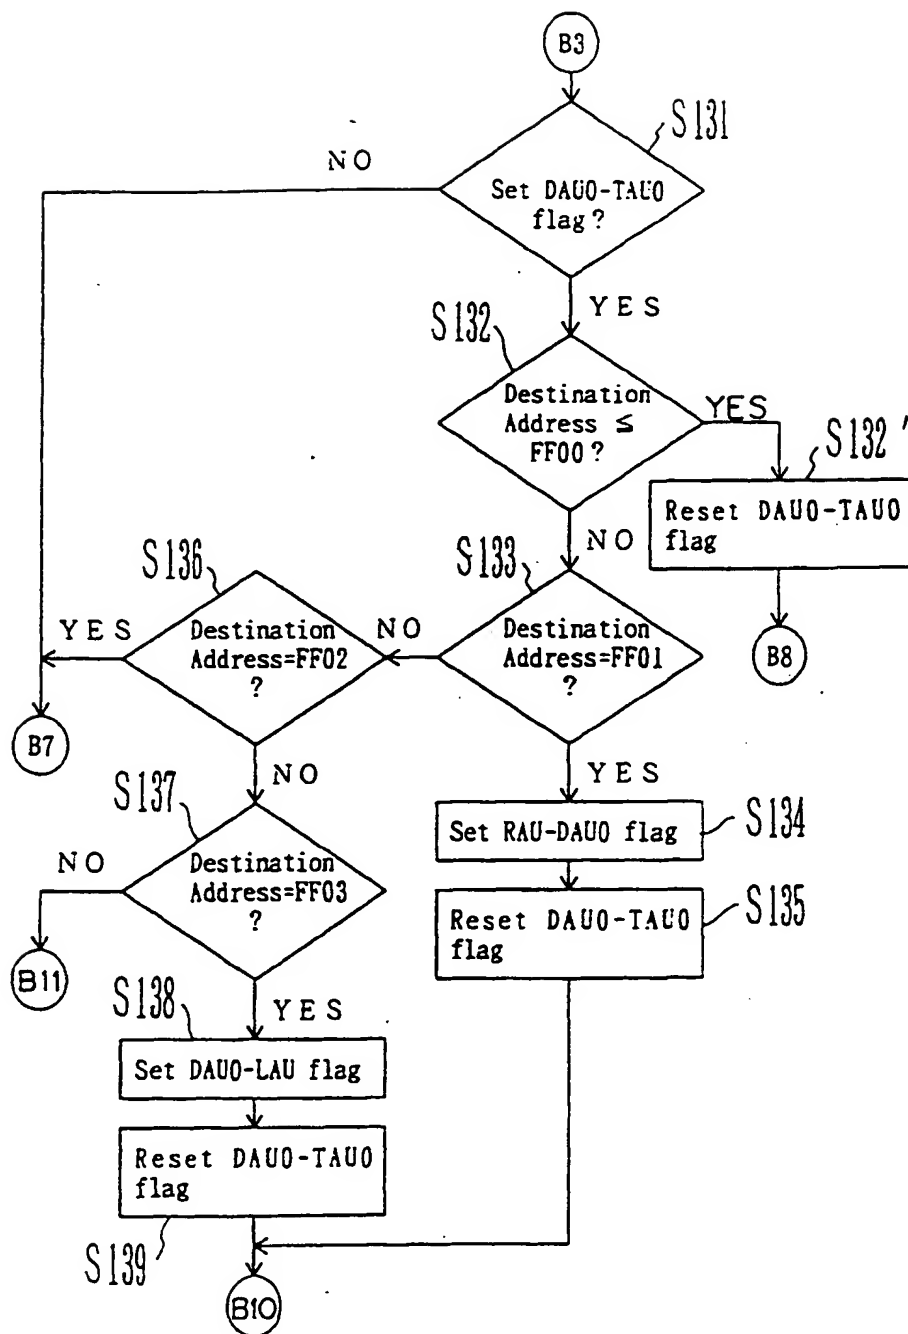 B3
S131
NO
Set DAU0-TAU0
flag?
YES
S132
Destination
Address ≤
FF00?
YES
S132'
Reset DAU0-TAU0
flag
NO
B8
S136
S133
YES
Destination
Address=FF02
?
NO
Destination
Address=FF01
?
B7
NO
YES
S137
NO
Destination
Address=FF03
?
Set RAU-DAU0 flag
S134
Reset DAU0-TAU0
flag
S135
B11
S138
YES
Set DAU0-LAU flag
Reset DAU0-TAU0
flag
S139
B10